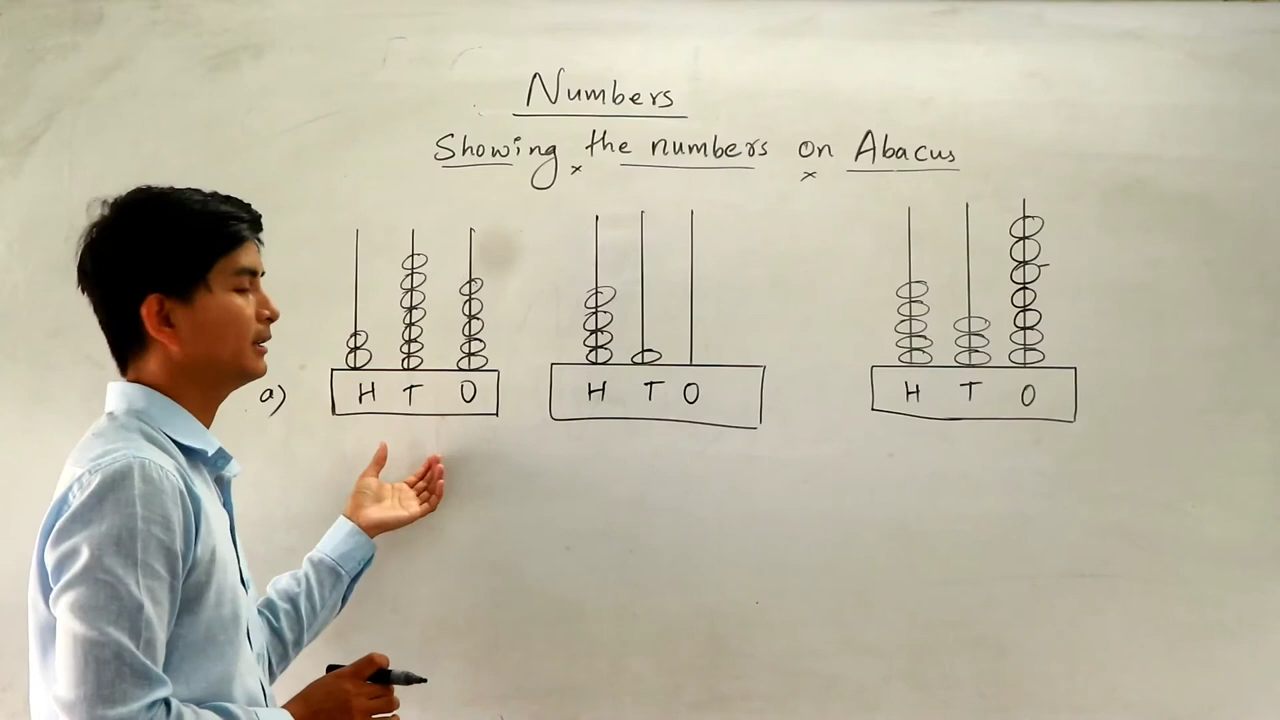 Numbers
Showing the numbers on Abacus
× ×
a) H T O H T O H T O